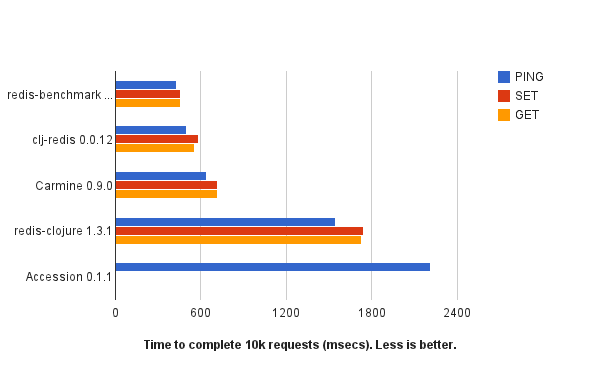 PING
SET
GET
redis-benchmark ...
clj-redis 0.0.12
Carmine 0.9.0
redis-clojure 1.3.1
Accession 0.1.1
0 600 1200 1800 2400
Time to complete 10k requests (msecs). Less is better.